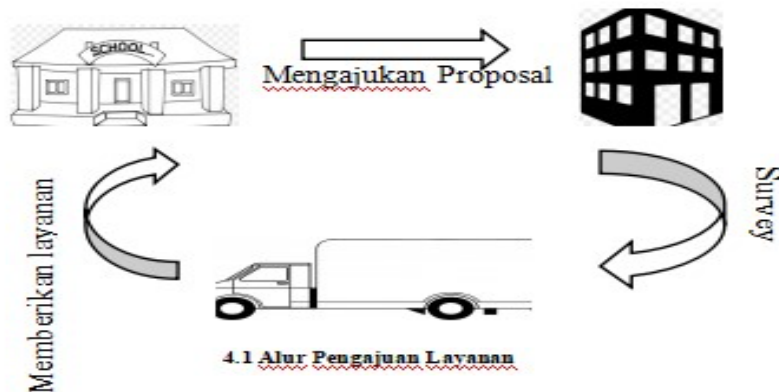 SCHOOL
Mengajukan Proposal
Survey
Memberikan layanan
4.1 Alur Pengajuan Layanan